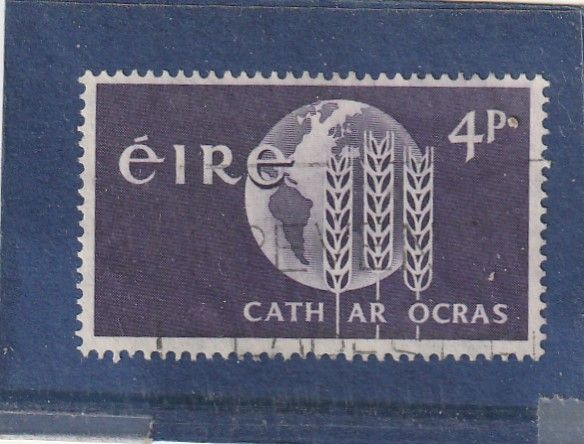 éIRe
4P
CATH AR OCRAS